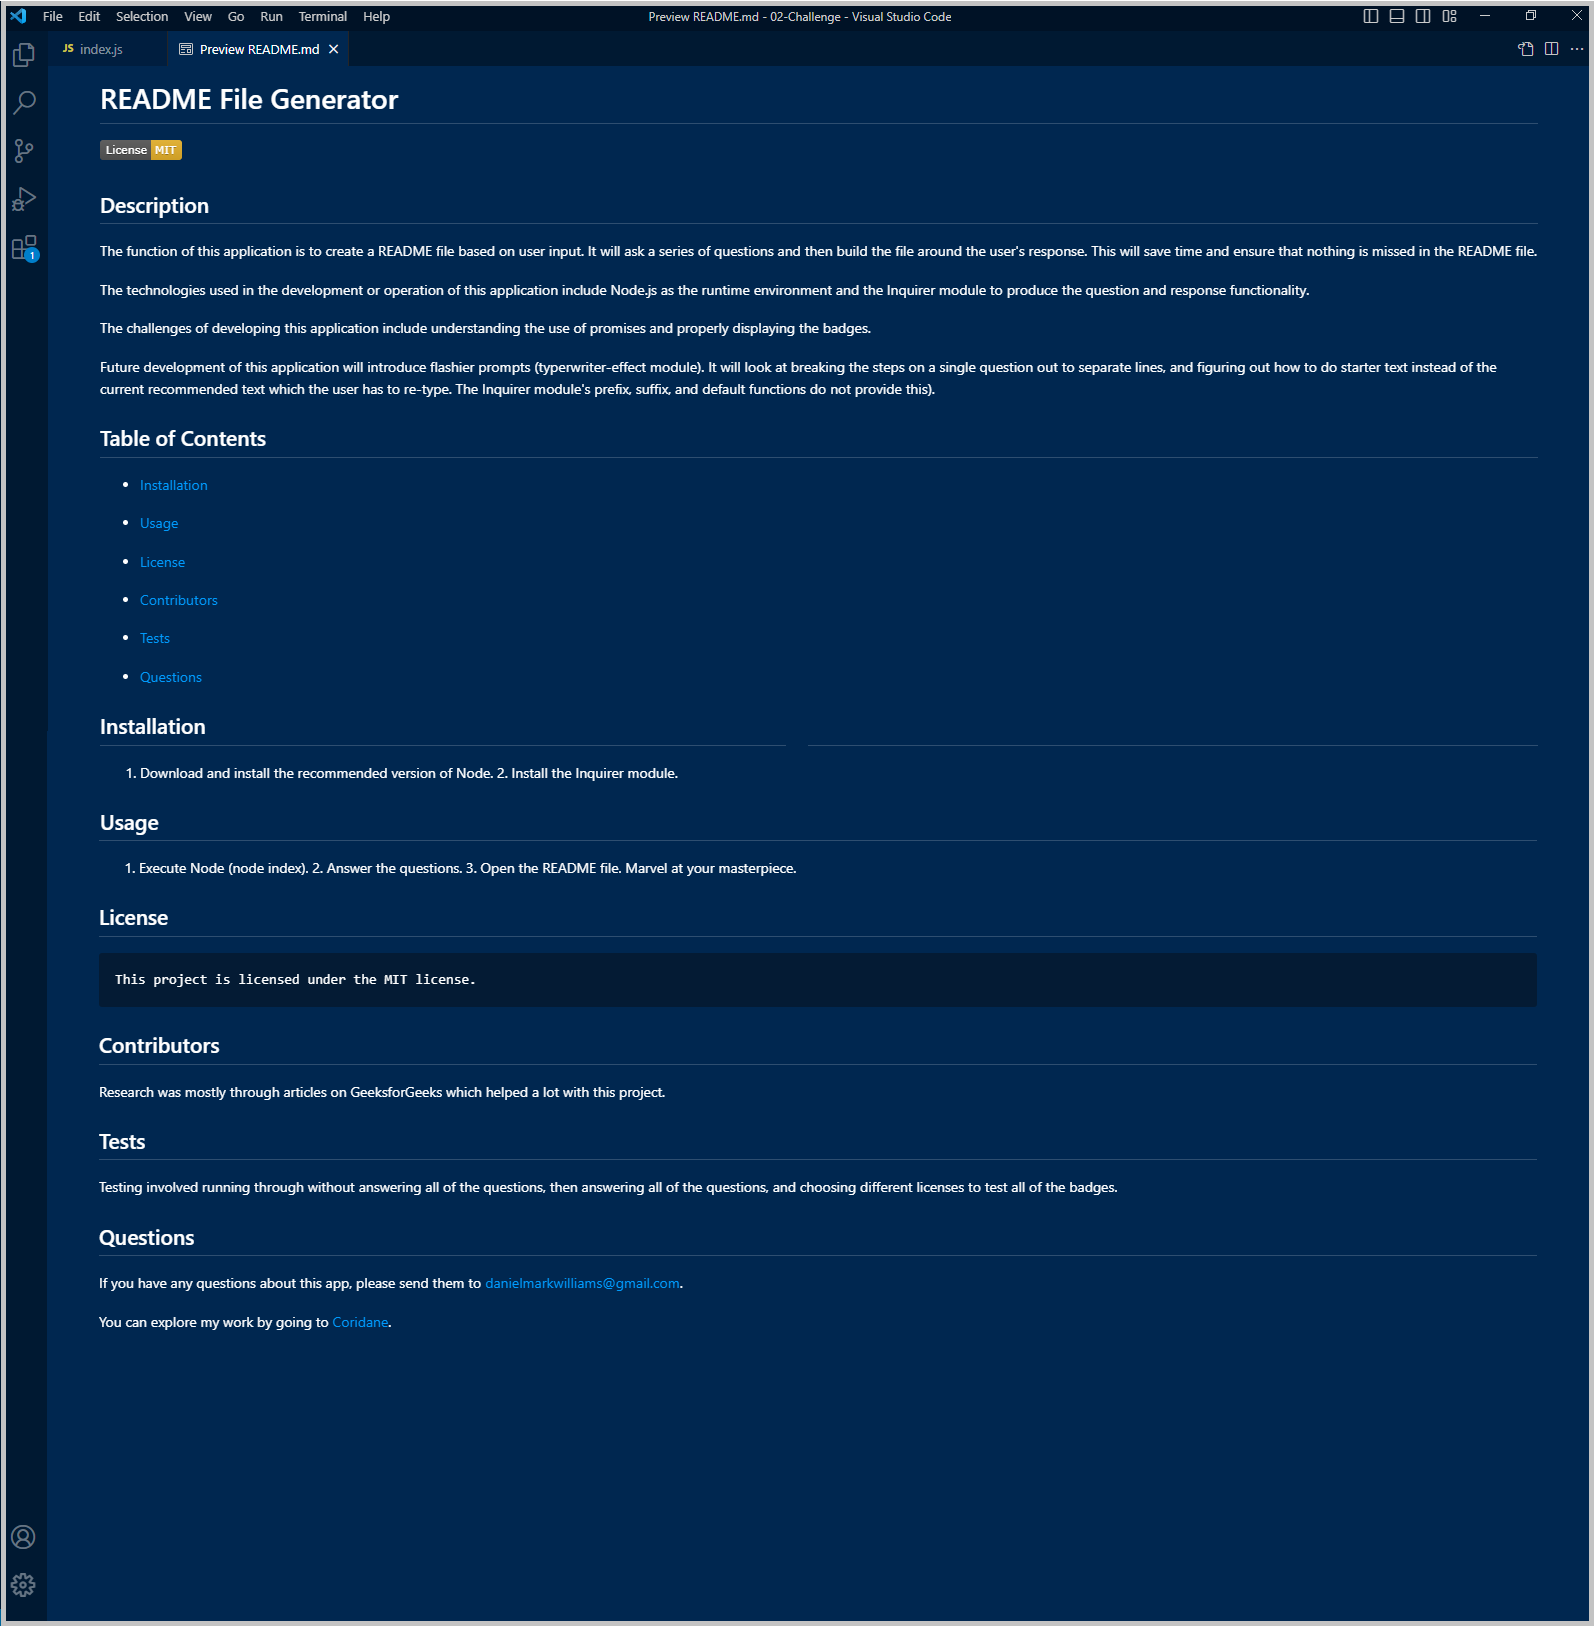 File Edit Selection View Go Run Terminal Help
Preview README.md - 02-Challenge - Visual Studio Code
JS index.js
Preview README.md
README File Generator
License MIT
Description
The function of this application is to create a README file based on user input. It will ask a series of questions and then build the file around the user's response. This will save time and ensure that nothing is missed in the README file.
The technologies used in the development or operation of this application include Node.js as the runtime environment and the Inquirer module to produce the question and response functionality.
The challenges of developing this application include understanding the use of promises and properly displaying the badges.
Future development of this application will introduce flashier prompts (typerwriter-effect module). It will look at breaking the steps on a single question out to separate lines, and figuring out how to do starter text instead of the
current recommended text which the user has to re-type. The Inquirer module's prefix, suffix, and default functions do not provide this).
1
Table of Contents
• Installation
• Usage
• License
• Contributors
• Tests
• Questions
Installation
1. Download and install the recommended version of Node. 2. Install the Inquirer module.
Usage
1. Execute Node (node index). 2. Answer the questions. 3. Open the README file. Marvel at your masterpiece.
License
This project is licensed under the MIT license.
Contributors
Research was mostly through articles on GeeksforGeeks which helped a lot with this project.
Tests
Testing involved running through without answering all of the questions, then answering all of the questions, and choosing different licenses to test all of the badges.
Questions
If you have any questions about this app, please send them to danielmarkwilliams@gmail.com.
You can explore my work by going to Coridane.